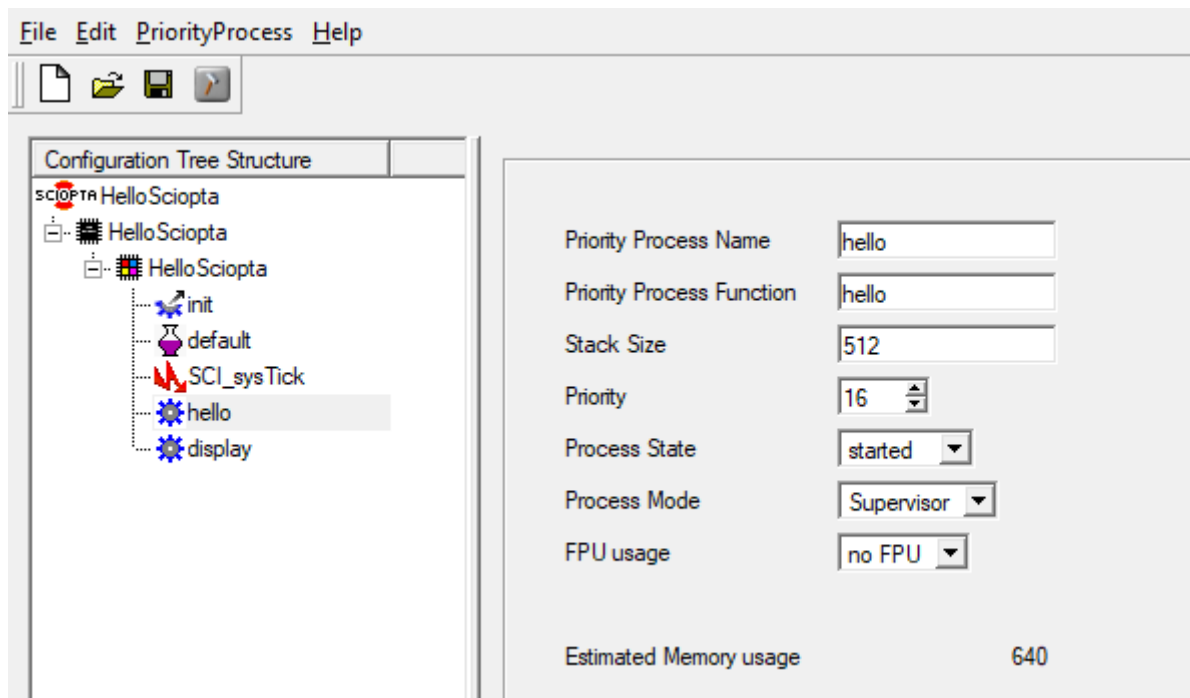 File Edit PriorityProcess Help
Configuration Tree Structure
SCIOPTA HelloSciopta
HelloSciopta
HelloSciopta
init
default
SCI_sysTick
hello
display
Priority Process Name hello
Priority Process Function hello
Stack Size 512
Priority 16
Process State started
Process Mode Supervisor
FPU usage no FPU
Estimated Memory usage 640